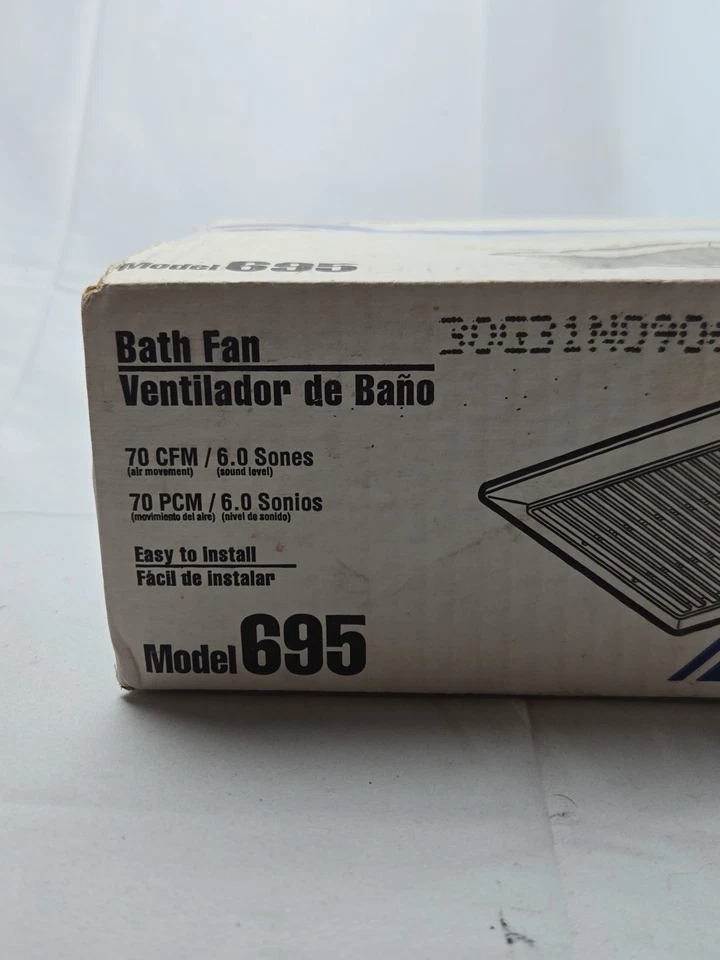 Model 695
Bath Fan
Ventilador de Baño
70 CFM / 6.0 Sones
(air movement) (sound level)
70 PCM / 6.0 Sonios
(movimiento del aire) (nivel de sonido)
Easy to install
Fácil de instalar
Model 695